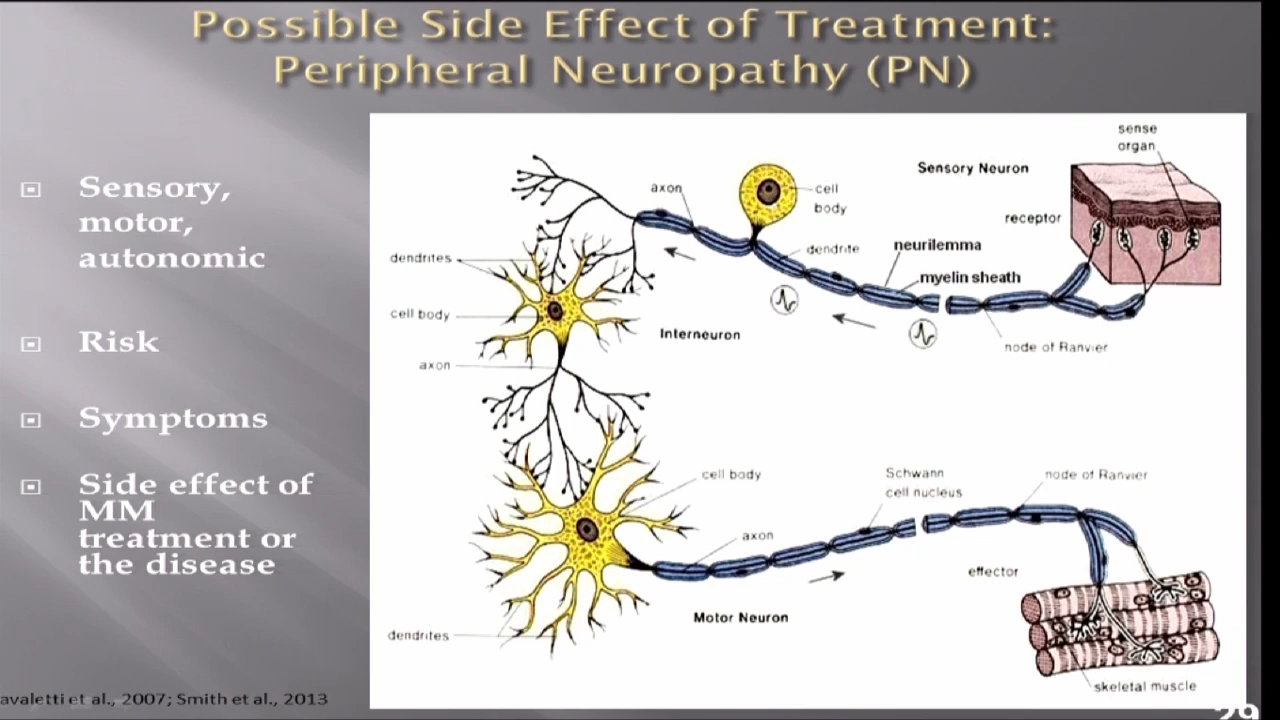 Possible Side Effect of Treatment:
Peripheral Neuropathy (PN)
Sensory,
motor,
autonomic
Risk
Symptoms
Side effect of
MM
treatment or
the disease
avaletti et al., 2007; Smith et al., 2013
sense
organ
Sensory Neuron
axon
cell
body
receptor
dendrite
neurilemma
dendrites
myelin sheath
cell body
Interneuron
node of Ranvier
axon
cell body
Schwann
cell nucleus
node of Ranvier
axon
effector
Motor Neuron
dendrites
skeletal muscle
29